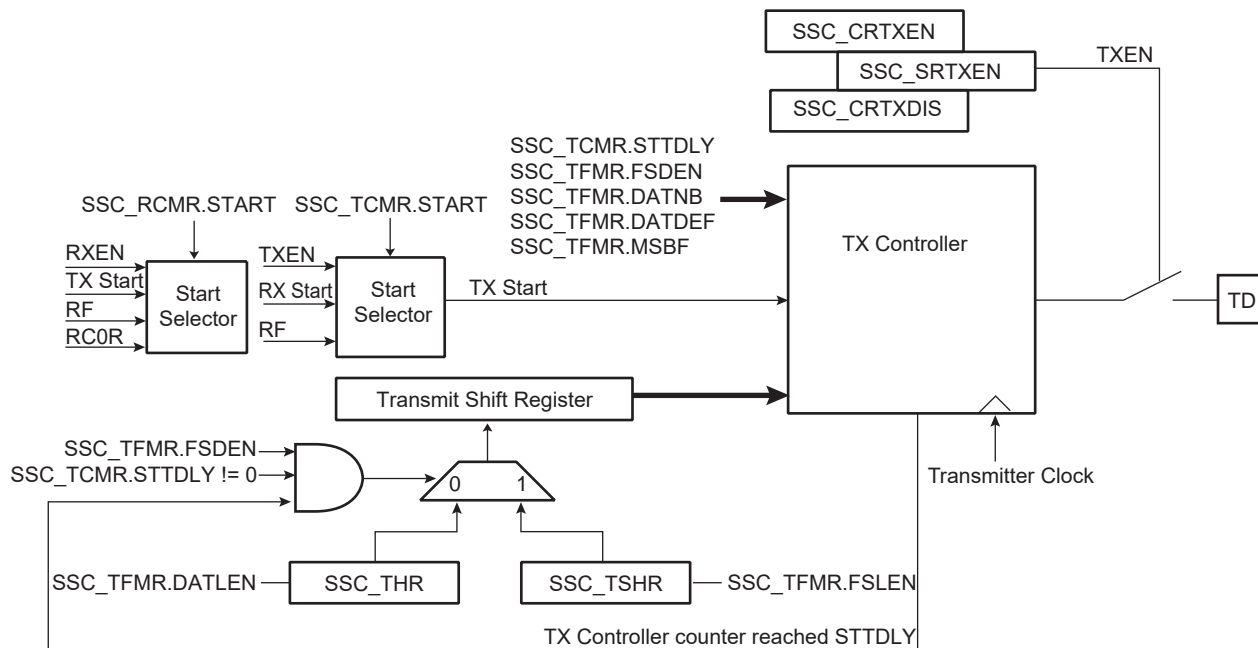 SSC_CRTXEN
SSC_SRTXEN
TXEN
SSC_CRTXDIS
SSC_TCMR.STTDLY
SSC_TFMR.FSDEN
SSC_TFMR.DATNB
SSC_TFMR.DATDEF
SSC_TFMR.MSBF
SSC_RCMR.START
SSC_TCMR.START
RXEN
TX Start
RF
RC0R
Start
Selector
TXEN
RX Start
RF
Start
Selector
TX Start
TX Controller
TD
Transmit Shift Register
Transmitter Clock
SSC_TFMR.FSDEN
SSC_TCMR.STTDLY != 0
0 1
SSC_TFMR.DATLEN
SSC_THR
SSC_TSHR
SSC_TFMR.FSLEN
TX Controller counter reached STTDLY